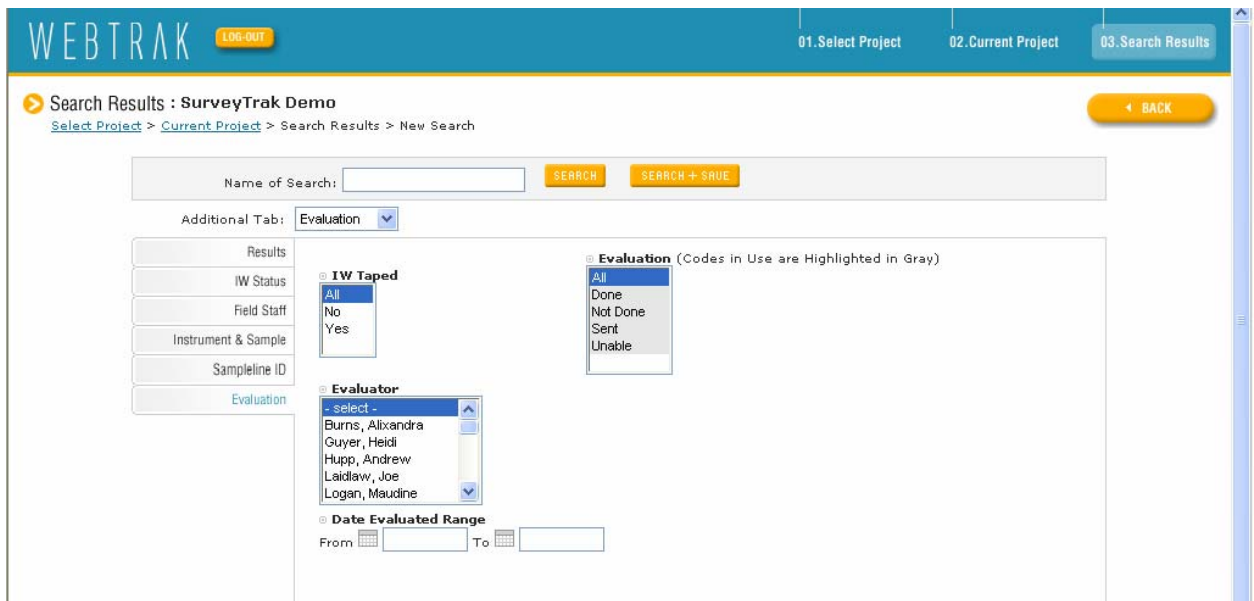 WEBTRAK LOG-OUT 01.Select Project 02.Current Project 03.Search Results
Search Results : SurveyTrak Demo
BACK
Select Project > Current Project > Search Results > New Search
Name of Search: SEARCH SEARCH + SAVE
Additional Tab: Evaluation
Results
IW Status
Field Staff
Instrument & Sample
Sampleline ID
Evaluation
IW Taped
All
No
Yes
Evaluation (Codes in Use are Highlighted in Gray)
All
Done
Not Done
Sent
Unable
Evaluator
- select -
Burns, Alixandra
Guyer, Heidi
Hupp, Andrew
Laidlaw, Joe
Logan, Maudine
Date Evaluated Range
From To